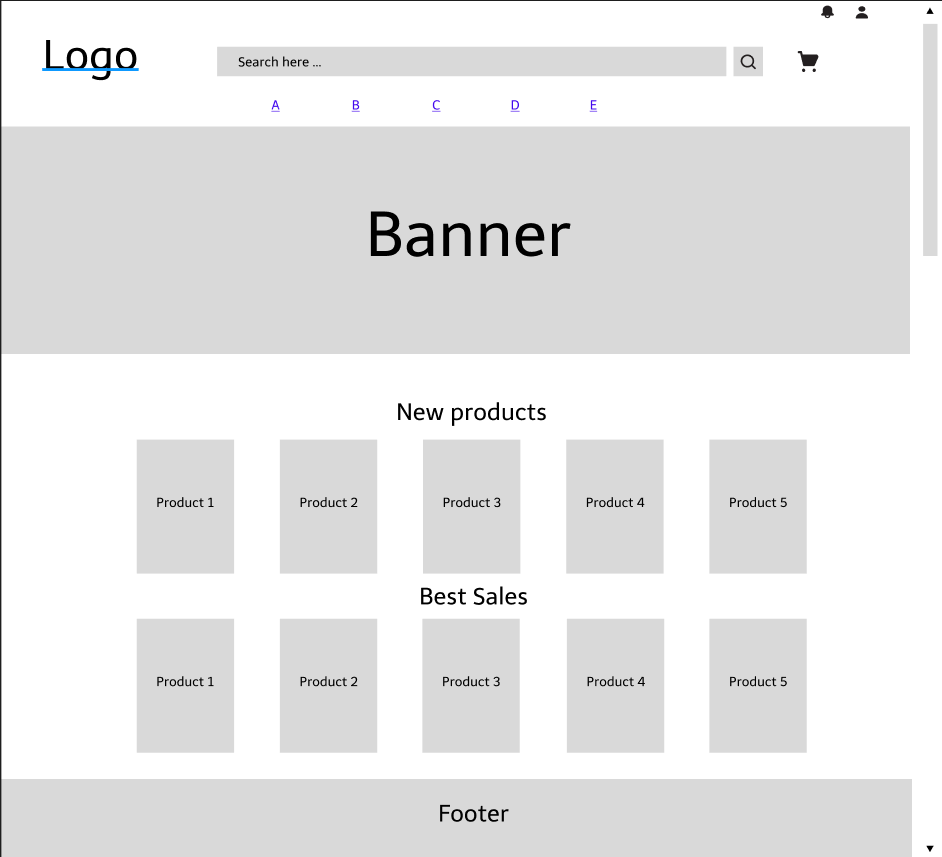 Logo
Search here ...
A B C D E
Banner
New products
Product 1 Product 2 Product 3 Product 4 Product 5
Best Sales
Product 1 Product 2 Product 3 Product 4 Product 5
Footer